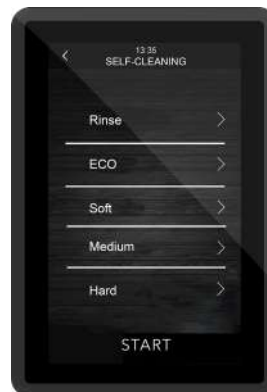 13:35
SELF-CLEANING
Rinse
ECO
Soft
Medium
Hard
START